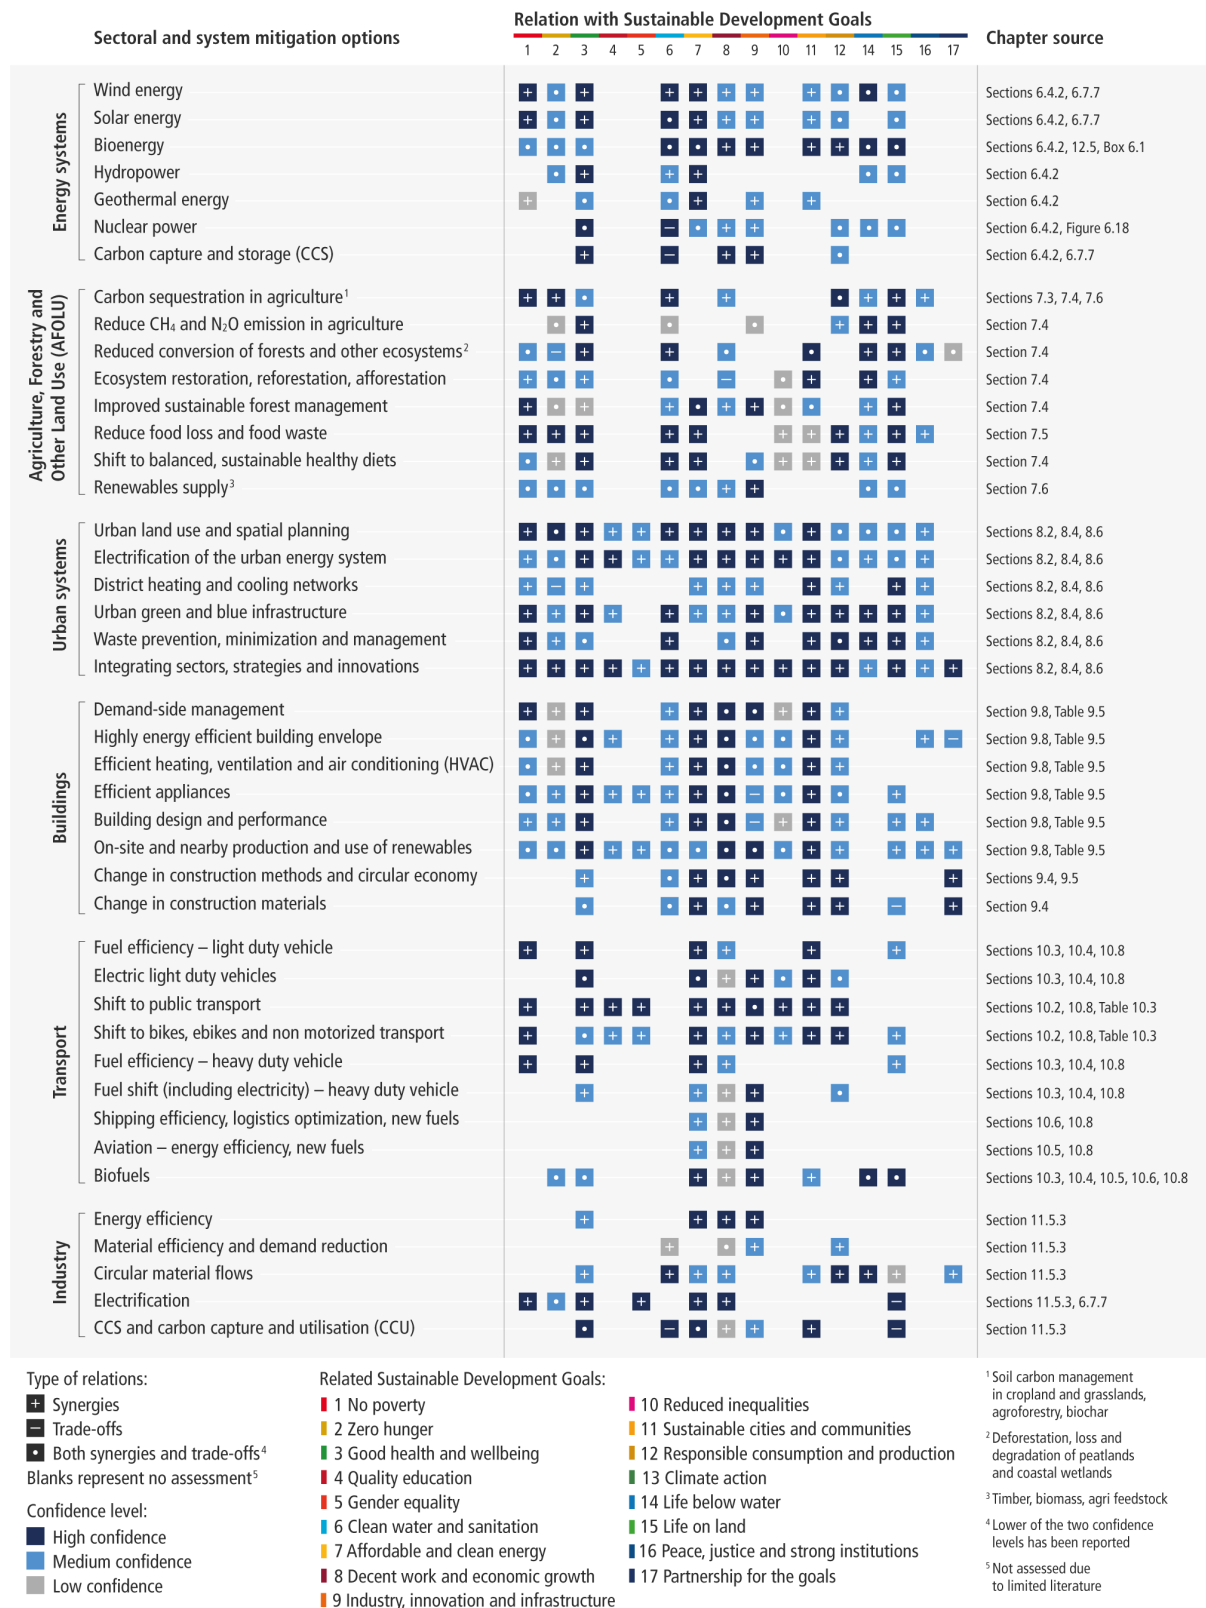 Relation with Sustainable Development Goals
Sectoral and system mitigation options
1 2 3 4 5 6 7 8 9 10 11 12 14 15 16 17
Chapter source
Energy systems
Wind energy
Sections 6.4.2, 6.7.7
Solar energy
Sections 6.4.2, 6.7.7
Bioenergy
Sections 6.4.2, 12.5, Box 6.1
Hydropower
Section 6.4.2
Geothermal energy
Section 6.4.2
Nuclear power
Section 6.4.2, Figure 6.18
Carbon capture and storage (CCS)
Section 6.4.2, 6.7.7
Agriculture, Forestry and
Other Land Use (AFOLU)
Carbon sequestration in agriculture¹
Sections 7.3, 7.4, 7.6
Reduce CH₄ and N₂O emission in agriculture
Section 7.4
Reduced conversion of forests and other ecosystems²
Section 7.4
Ecosystem restoration, reforestation, afforestation
Section 7.4
Improved sustainable forest management
Section 7.4
Reduce food loss and food waste
Section 7.5
Shift to balanced, sustainable healthy diets
Section 7.4
Renewables supply³
Section 7.6
Urban systems
Urban land use and spatial planning
Sections 8.2, 8.4, 8.6
Electrification of the urban energy system
Sections 8.2, 8.4, 8.6
District heating and cooling networks
Sections 8.2, 8.4, 8.6
Urban green and blue infrastructure
Sections 8.2, 8.4, 8.6
Waste prevention, minimization and management
Sections 8.2, 8.4, 8.6
Integrating sectors, strategies and innovations
Sections 8.2, 8.4, 8.6
Buildings
Demand-side management
Section 9.8, Table 9.5
Highly energy efficient building envelope
Section 9.8, Table 9.5
Efficient heating, ventilation and air conditioning (HVAC)
Section 9.8, Table 9.5
Efficient appliances
Section 9.8, Table 9.5
Building design and performance
Section 9.8, Table 9.5
On-site and nearby production and use of renewables
Section 9.8, Table 9.5
Change in construction methods and circular economy
Sections 9.4, 9.5
Change in construction materials
Section 9.4
Transport
Fuel efficiency – light duty vehicle
Sections 10.3, 10.4, 10.8
Electric light duty vehicles
Sections 10.3, 10.4, 10.8
Shift to public transport
Sections 10.2, 10.8, Table 10.3
Shift to bikes, ebikes and non motorized transport
Sections 10.2, 10.8, Table 10.3
Fuel efficiency – heavy duty vehicle
Sections 10.3, 10.4, 10.8
Fuel shift (including electricity) – heavy duty vehicle
Sections 10.3, 10.4, 10.8
Shipping efficiency, logistics optimization, new fuels
Sections 10.6, 10.8
Aviation – energy efficiency, new fuels
Sections 10.5, 10.8
Biofuels
Sections 10.3, 10.4, 10.5, 10.6, 10.8
Industry
Energy efficiency
Section 11.5.3
Material efficiency and demand reduction
Section 11.5.3
Circular material flows
Section 11.5.3
Electrification
Sections 11.5.3, 6.7.7
CCS and carbon capture and utilisation (CCU)
Section 11.5.3
Type of relations:
Synergies
Trade-offs
Both synergies and trade-offs⁴
Blanks represent no assessment⁵
Confidence level:
High confidence
Medium confidence
Low confidence
Related Sustainable Development Goals:
1 No poverty
2 Zero hunger
3 Good health and wellbeing
4 Quality education
5 Gender equality
6 Clean water and sanitation
7 Affordable and clean energy
8 Decent work and economic growth
9 Industry, innovation and infrastructure
10 Reduced inequalities
11 Sustainable cities and communities
12 Responsible consumption and production
13 Climate action
14 Life below water
15 Life on land
16 Peace, justice and strong institutions
17 Partnership for the goals
¹ Soil carbon management
in cropland and grasslands,
agroforestry, biochar
² Deforestation, loss and
degradation of peatlands
and coastal wetlands
³ Timber, biomass, agri feedstock
⁴ Lower of the two confidence
levels has been reported
⁵ Not assessed due
to limited literature